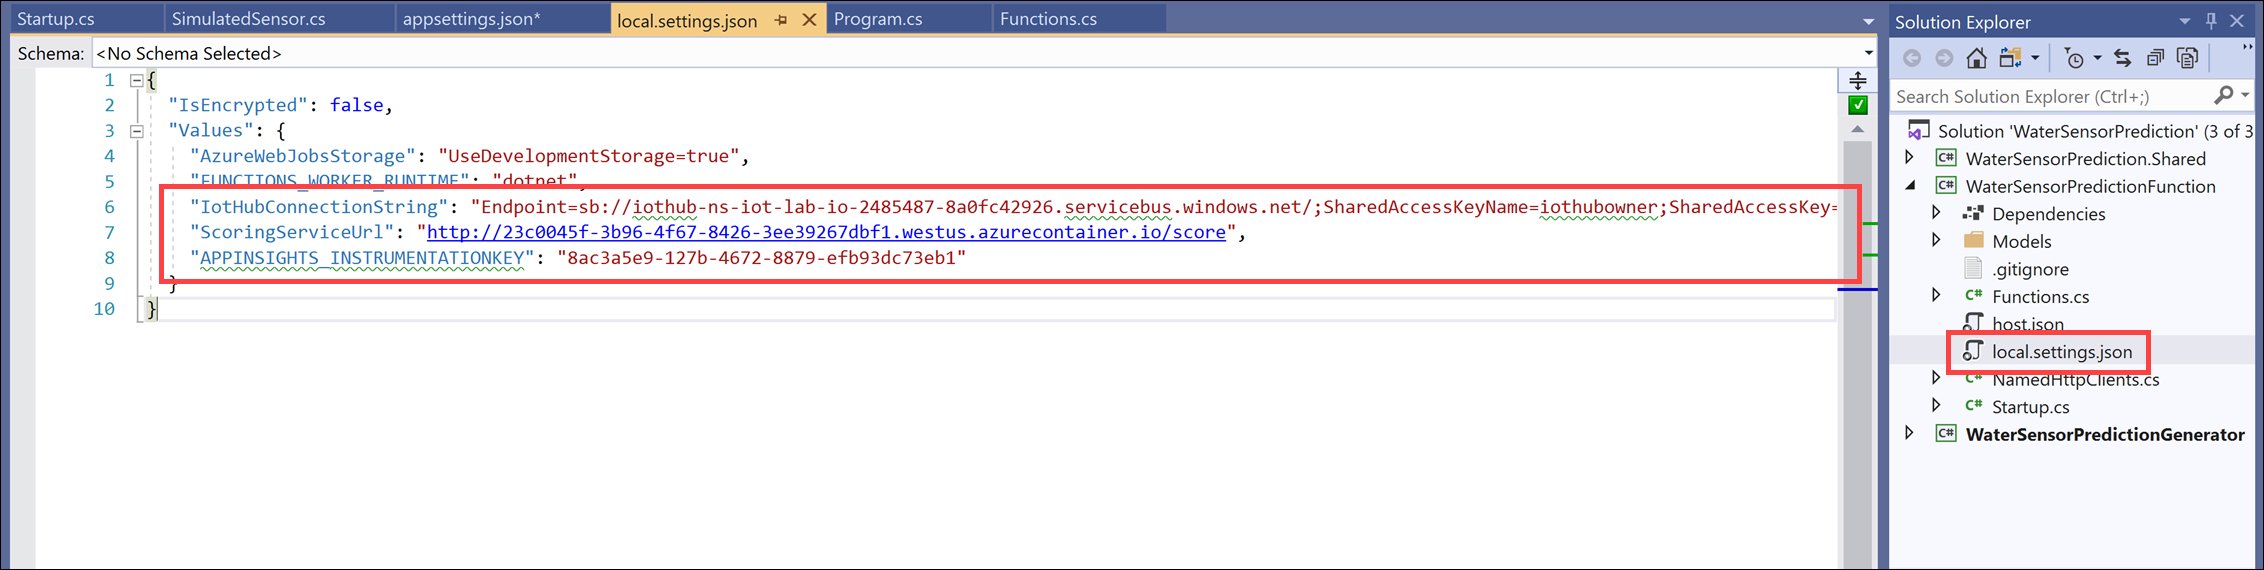 Startup.cs
SimulatedSensor.cs
appsettings.json*
local.settings.json
Program.cs
Functions.cs
Schema: <No Schema Selected>
1 {
2 "IsEncrypted": false,
3 "Values": {
4 "AzureWebJobsStorage": "UseDevelopmentStorage=true",
5 "FUNCTIONS_WORKER_RUNTIME": "dotnet",
6 "IotHubConnectionString": "Endpoint=sb://iothub-ns-iot-lab-io-2485487-8a0fc42926.servicebus.windows.net/;SharedAccessKeyName=iothubowner;SharedAccessKey=
7 "ScoringServiceUrl": "http://23c0045f-3b96-4f67-8426-3ee39267dbf1.westus.azurecontainer.io/score",
8 "APPINSIGHTS_INSTRUMENTATIONKEY": "8ac3a5e9-127b-4672-8879-efb93dc73eb1"
9 }
10 }
Solution Explorer
Search Solution Explorer (Ctrl+;)
Solution 'WaterSensorPrediction' (3 of 3
C# WaterSensorPrediction.Shared
C# WaterSensorPredictionFunction
Dependencies
Models
.gitignore
C# Functions.cs
host.json
local.settings.json
C# NamedHttpClients.cs
C# Startup.cs
C# WaterSensorPredictionGenerator